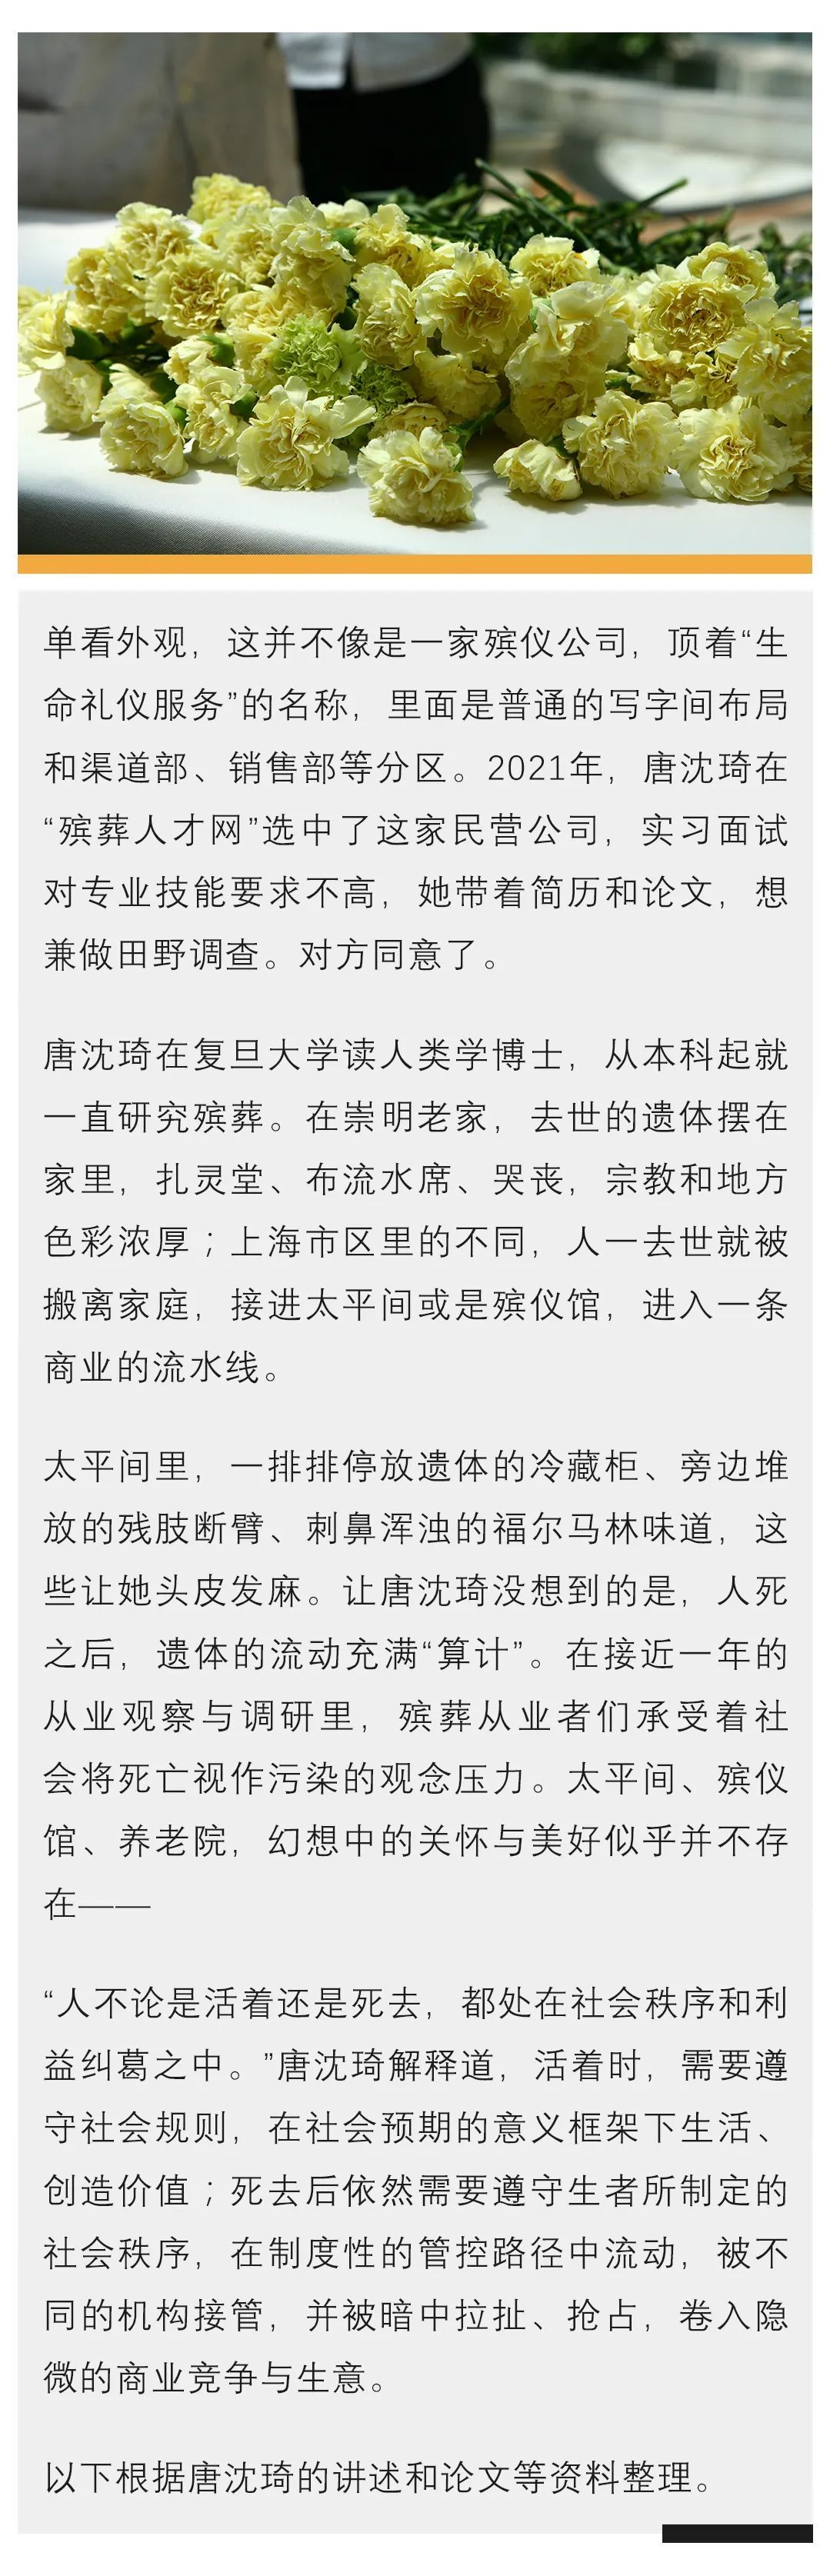 单看外观，这并不像是一家殡仪公司，顶着“生
命礼仪服务”的名称，里面是普通的写字间布局
和渠道部、销售部等分区。2021年，唐沈琦在
“殡葬人才网”选中了这家民营公司，实习面试
对专业技能要求不高，她带着简历和论文，想
兼做田野调查。对方同意了。
唐沈琦在复旦大学读人类学博士，从本科起就
一直研究殡葬。在崇明老家，去世的遗体摆在
家里，扎灵堂、布流水席、哭丧，宗教和地方
色彩浓厚；上海市区里的不同，人一去世就被
搬离家庭，接进太平间或是殡仪馆，进入一条
商业的流水线。
太平间里，一排排停放遗体的冷藏柜、旁边堆
放的残肢断臂、刺鼻浑浊的福尔马林味道，这
些让她头皮发麻。让唐沈琦没想到的是，人死
之后，遗体的流动充满“算计”。在接近一年的
从业观察与调研里，殡葬从业者们承受着社
会将死亡视作污染的观念压力。太平间、殡仪
馆、养老院，幻想中的关怀与美好似乎并不存
在——
“人不论是活着还是死去，都处在社会秩序和利
益纠葛之中。”唐沈琦解释道，活着时，需要遵
守社会规则，在社会预期的意义框架下生活、
创造价值；死去后依然需要遵守生者所制定的
社会秩序，在制度性的管控路径中流动，被不
同的机构接管，并被暗中拉扯、抢占，卷入隐
微的商业竞争与生意。
以下根据唐沈琦的讲述和论文等资料整理。